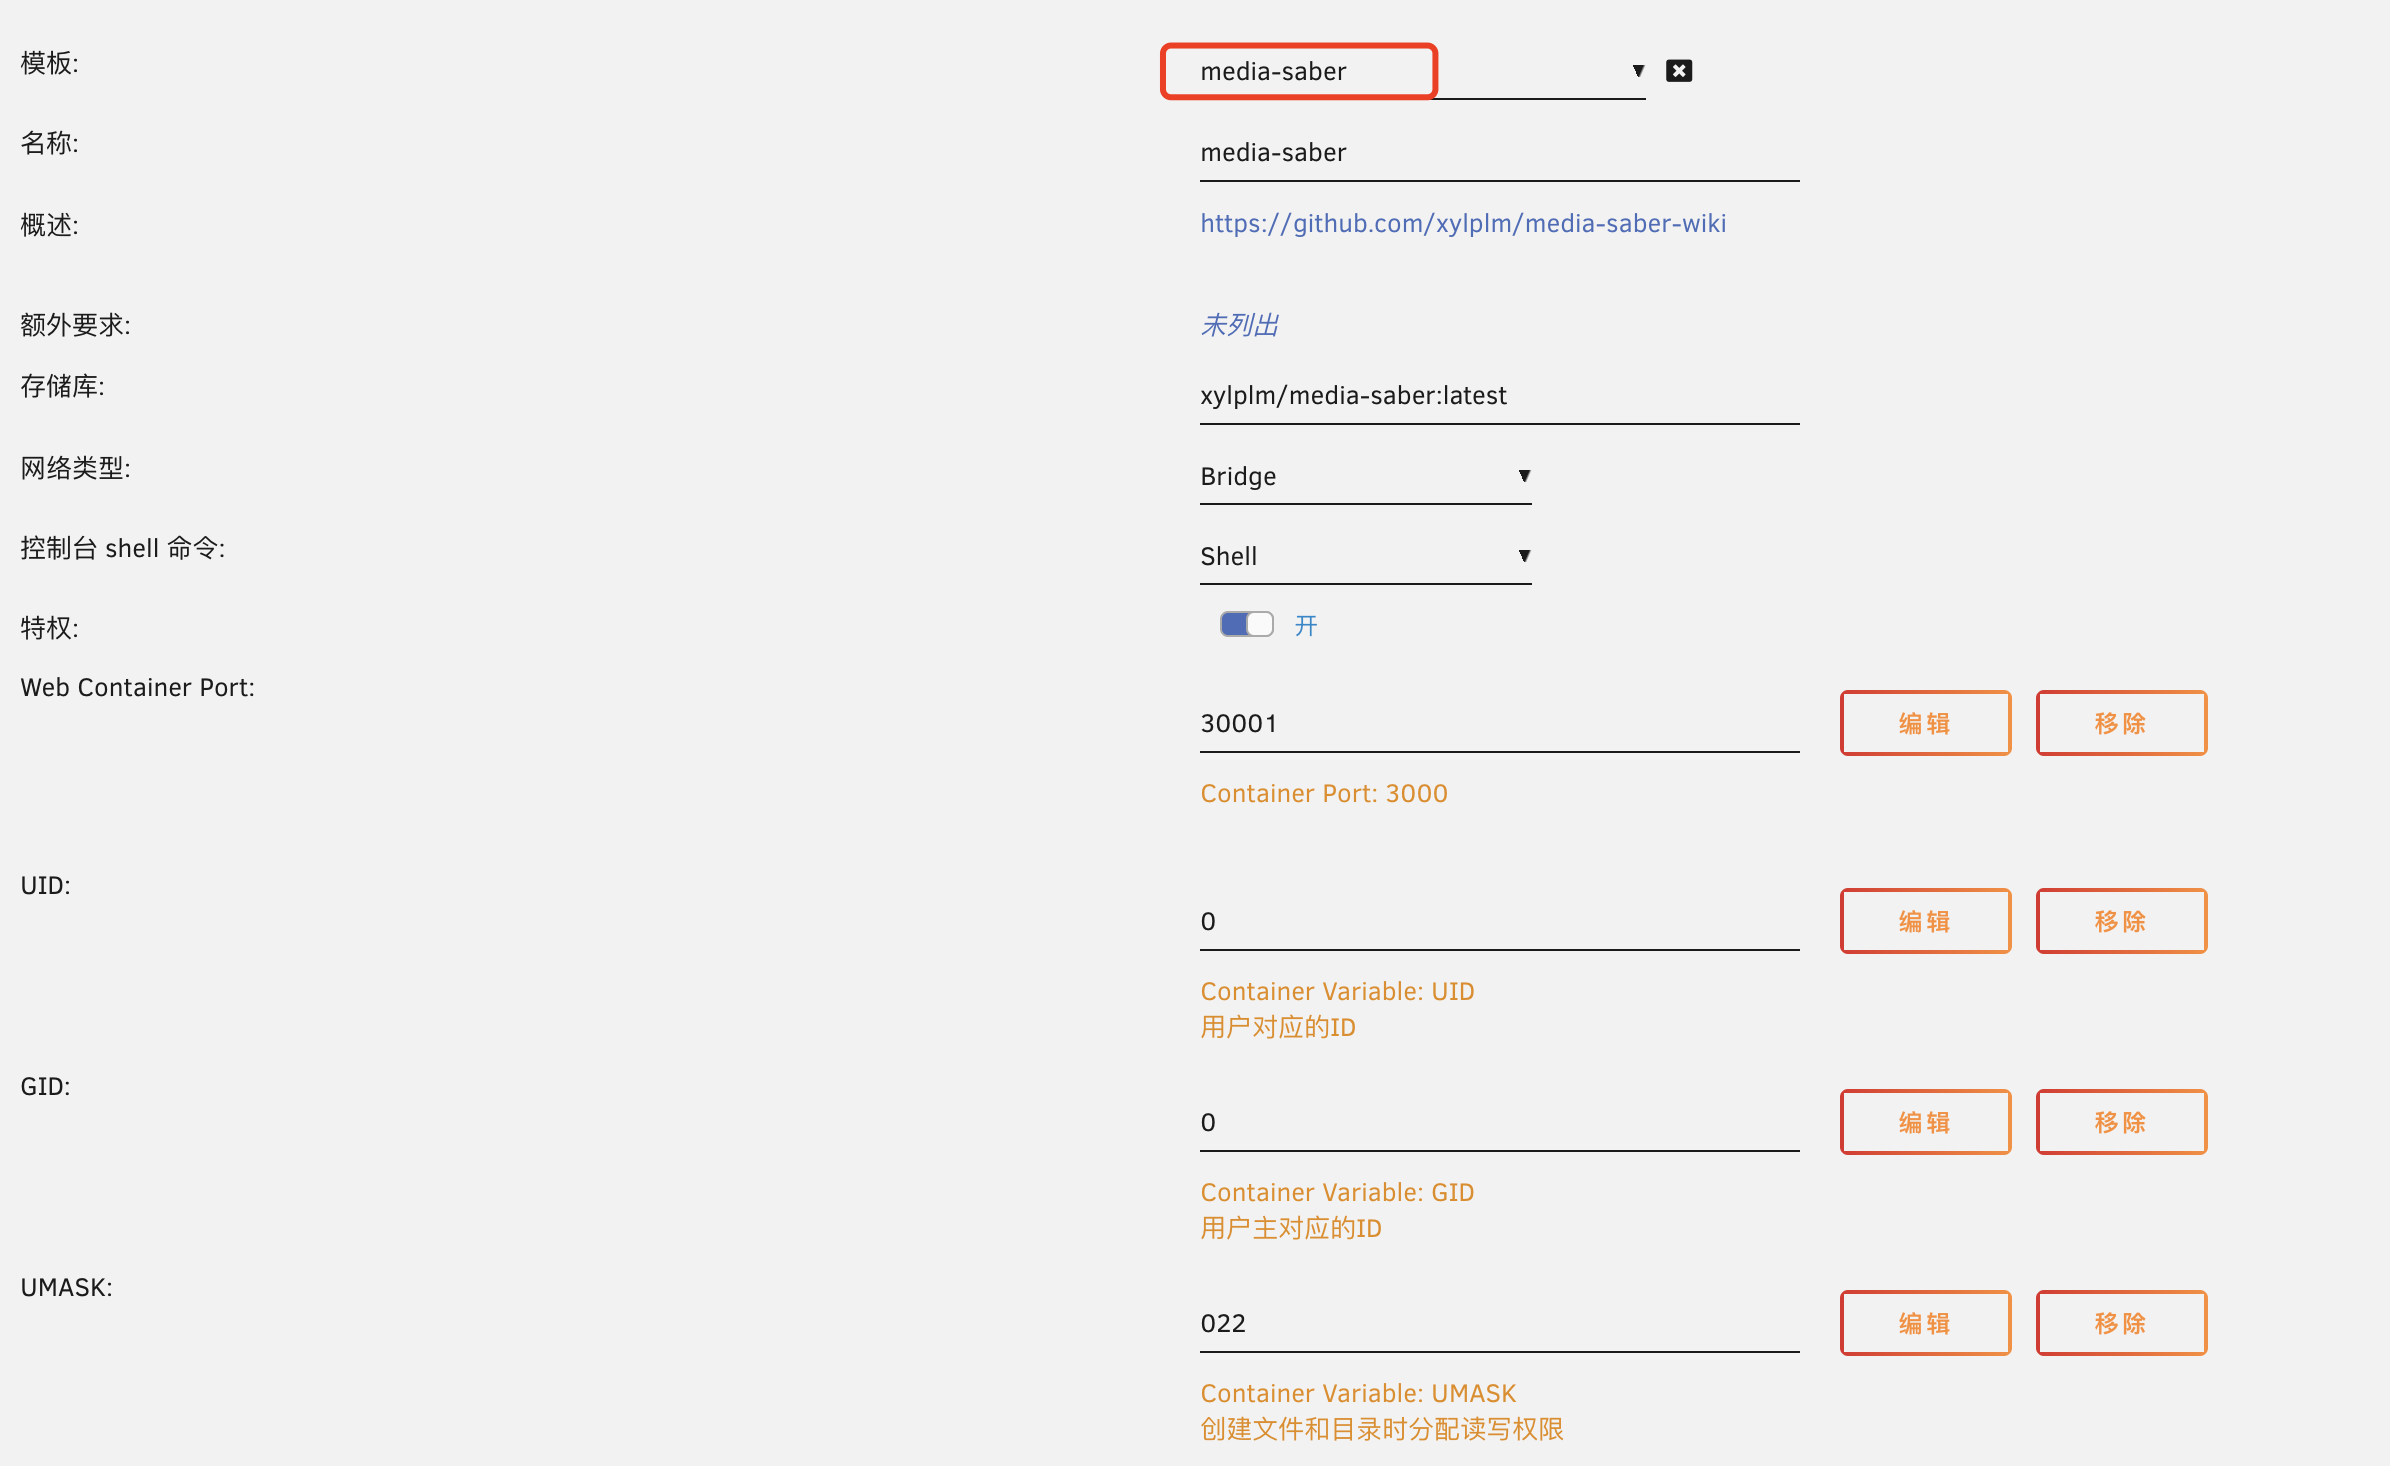 模板:
media-saber
名称:
media-saber
概述:
https://github.com/xylplm/media-saber-wiki
额外要求:
未列出
存储库:
xylplm/media-saber:latest
网络类型:
Bridge
控制台 shell 命令:
Shell
特权:
开
Web Container Port:
30001
编辑
移除
Container Port: 3000
UID:
0
编辑
移除
Container Variable: UID
用户对应的ID
GID:
0
编辑
移除
Container Variable: GID
用户主对应的ID
UMASK:
022
编辑
移除
Container Variable: UMASK
创建文件和目录时分配读写权限